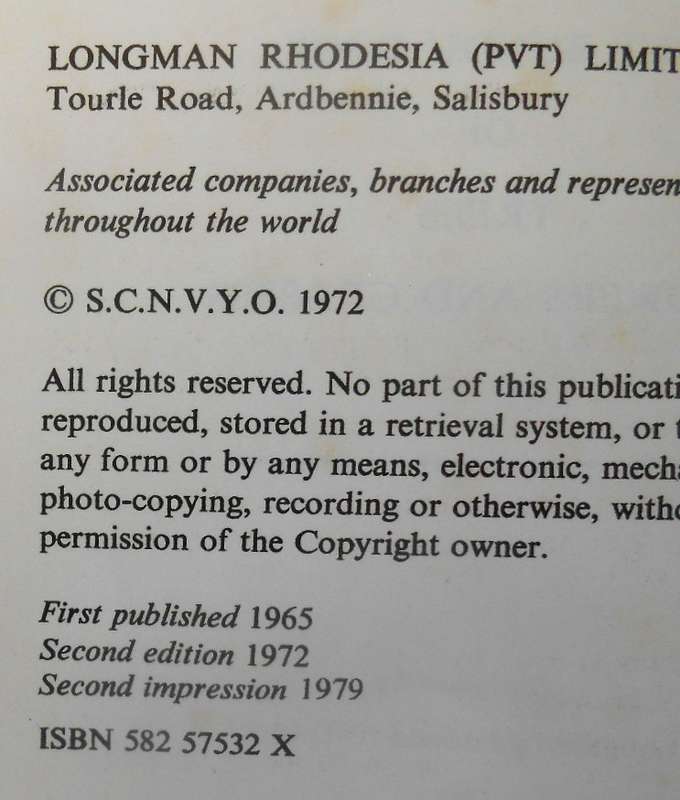 LONGMAN RHODESIA (PVT) LIMIT
Tourle Road, Ardbennie, Salisbury
Associated companies, branches and represen
throughout the world
© S.C.N.V.Y.O. 1972
All rights reserved. No part of this publicati
reproduced, stored in a retrieval system, or t
any form or by any means, electronic, mecha
photo-copying, recording or otherwise, witho
permission of the Copyright owner.
First published 1965
Second edition 1972
Second impression 1979
ISBN 582 57532 X